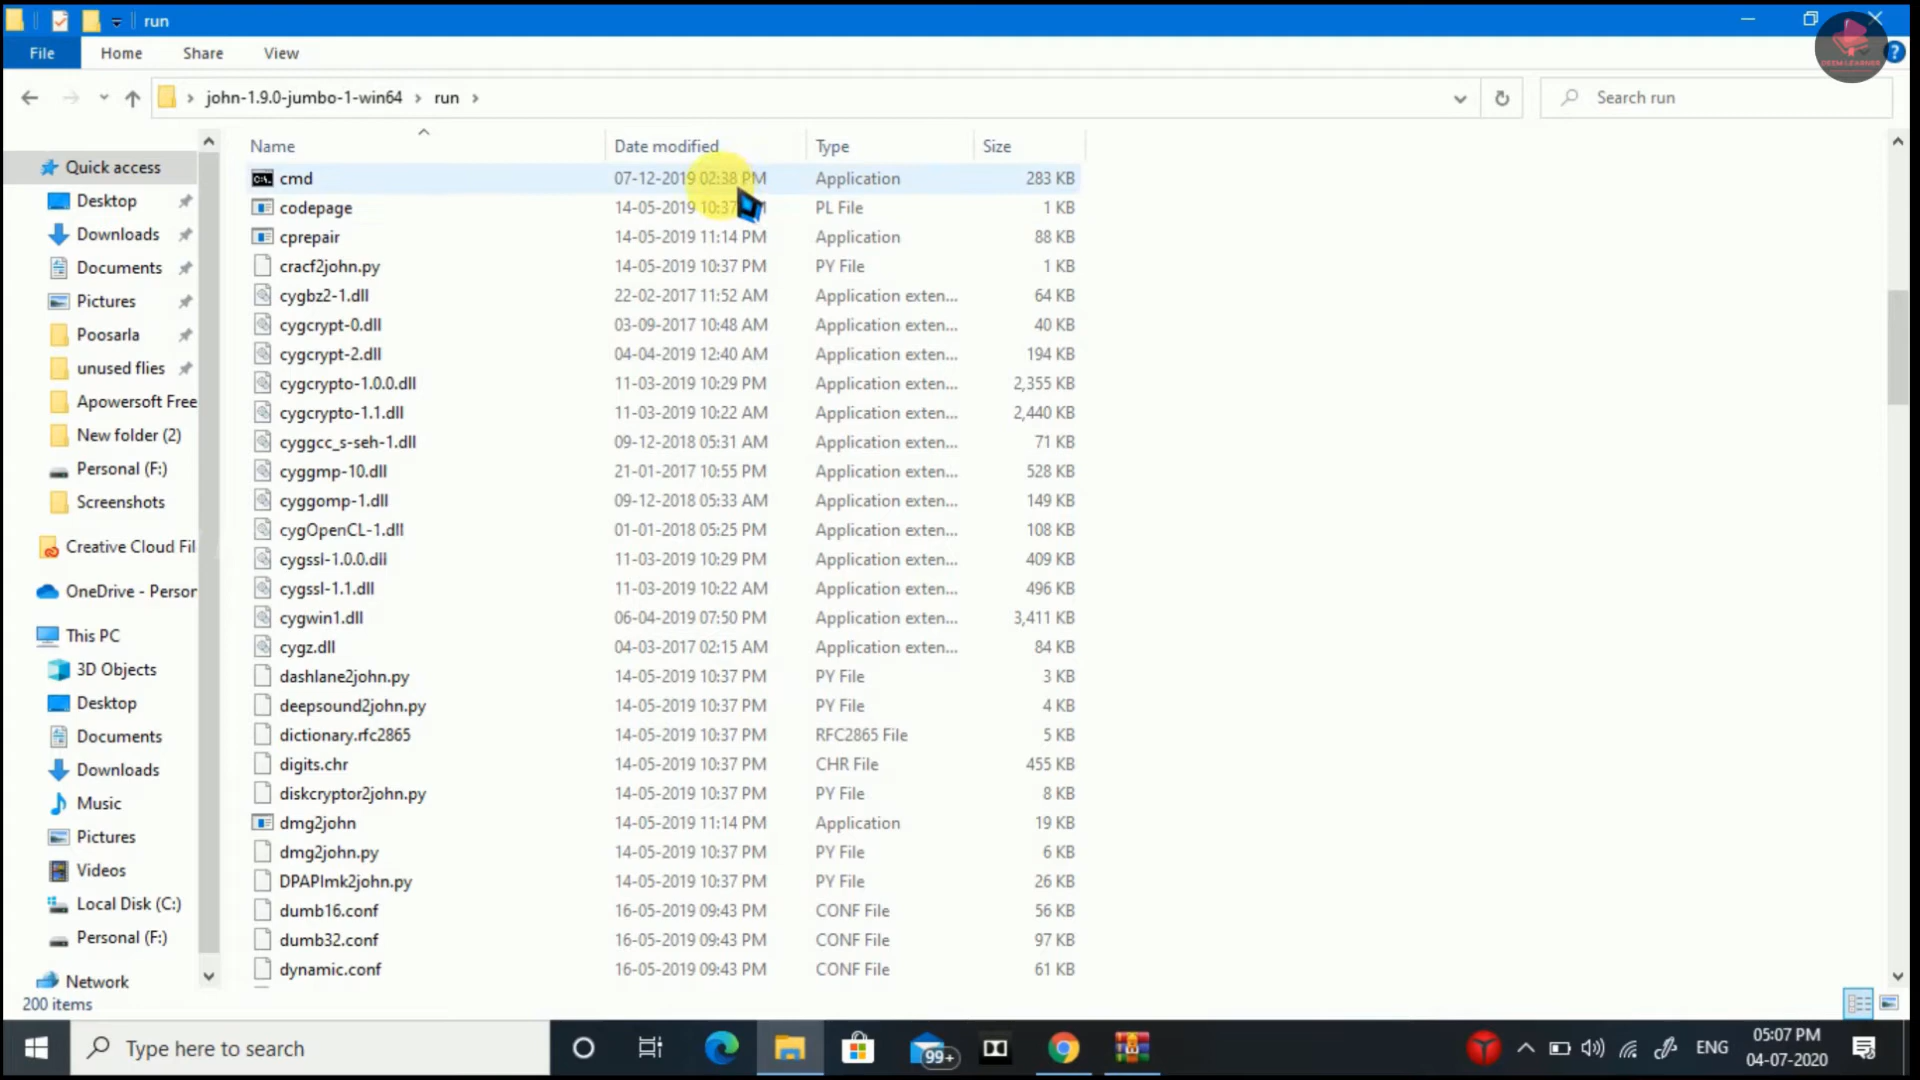 run
File Home Share View
john-1.9.0-jumbo-1-win64 run
Search run
Name Date modified Type Size
Quick access
Desktop
Downloads
Documents
Pictures
Poosarla
unused flies
Apowersoft Free
New folder (2)
Personal (F:)
Screenshots
Creative Cloud Fil
OneDrive - Person
This PC
3D Objects
Desktop
Documents
Downloads
Music
Pictures
Videos
Local Disk (C:)
Personal (F:)
Network
cmd 07-12-2019 02:38 PM Application 283 KB
codepage 14-05-2019 10:37 PL File 1 KB
cprepair 14-05-2019 11:14 PM Application 88 KB
cracf2john.py 14-05-2019 10:37 PM PY File 1 KB
cygbz2-1.dll 22-02-2017 11:52 AM Application exten... 64 KB
cygcrypt-0.dll 03-09-2017 10:48 AM Application exten... 40 KB
cygcrypt-2.dll 04-04-2019 12:40 AM Application exten... 194 KB
cygcrypto-1.0.0.dll 11-03-2019 10:29 PM Application exten... 2,355 KB
cygcrypto-1.1.dll 11-03-2019 10:22 AM Application exten... 2,440 KB
cyggcc_s-seh-1.dll 09-12-2018 05:31 AM Application exten... 71 KB
cyggmp-10.dll 21-01-2017 10:55 PM Application exten... 528 KB
cyggomp-1.dll 09-12-2018 05:33 AM Application exten... 149 KB
cygOpenCL-1.dll 01-01-2018 05:25 PM Application exten... 108 KB
cygssl-1.0.0.dll 11-03-2019 10:29 PM Application exten... 409 KB
cygssl-1.1.dll 11-03-2019 10:22 AM Application exten... 496 KB
cygwin1.dll 06-04-2019 07:50 PM Application exten... 3,411 KB
cygz.dll 04-03-2017 02:15 AM Application exten... 84 KB
dashlane2john.py 14-05-2019 10:37 PM PY File 3 KB
deepsound2john.py 14-05-2019 10:37 PM PY File 4 KB
dictionary.rfc2865 14-05-2019 10:37 PM RFC2865 File 5 KB
digits.chr 14-05-2019 10:37 PM CHR File 455 KB
diskcryptor2john.py 14-05-2019 10:37 PM PY File 8 KB
dmg2john 14-05-2019 11:14 PM Application 19 KB
dmg2john.py 14-05-2019 10:37 PM PY File 6 KB
DPAPImk2john.py 14-05-2019 10:37 PM PY File 26 KB
dumb16.conf 16-05-2019 09:43 PM CONF File 56 KB
dumb32.conf 16-05-2019 09:43 PM CONF File 97 KB
dynamic.conf 16-05-2019 09:43 PM CONF File 61 KB
200 items
Type here to search
99+
ENG
05:07 PM
04-07-2020